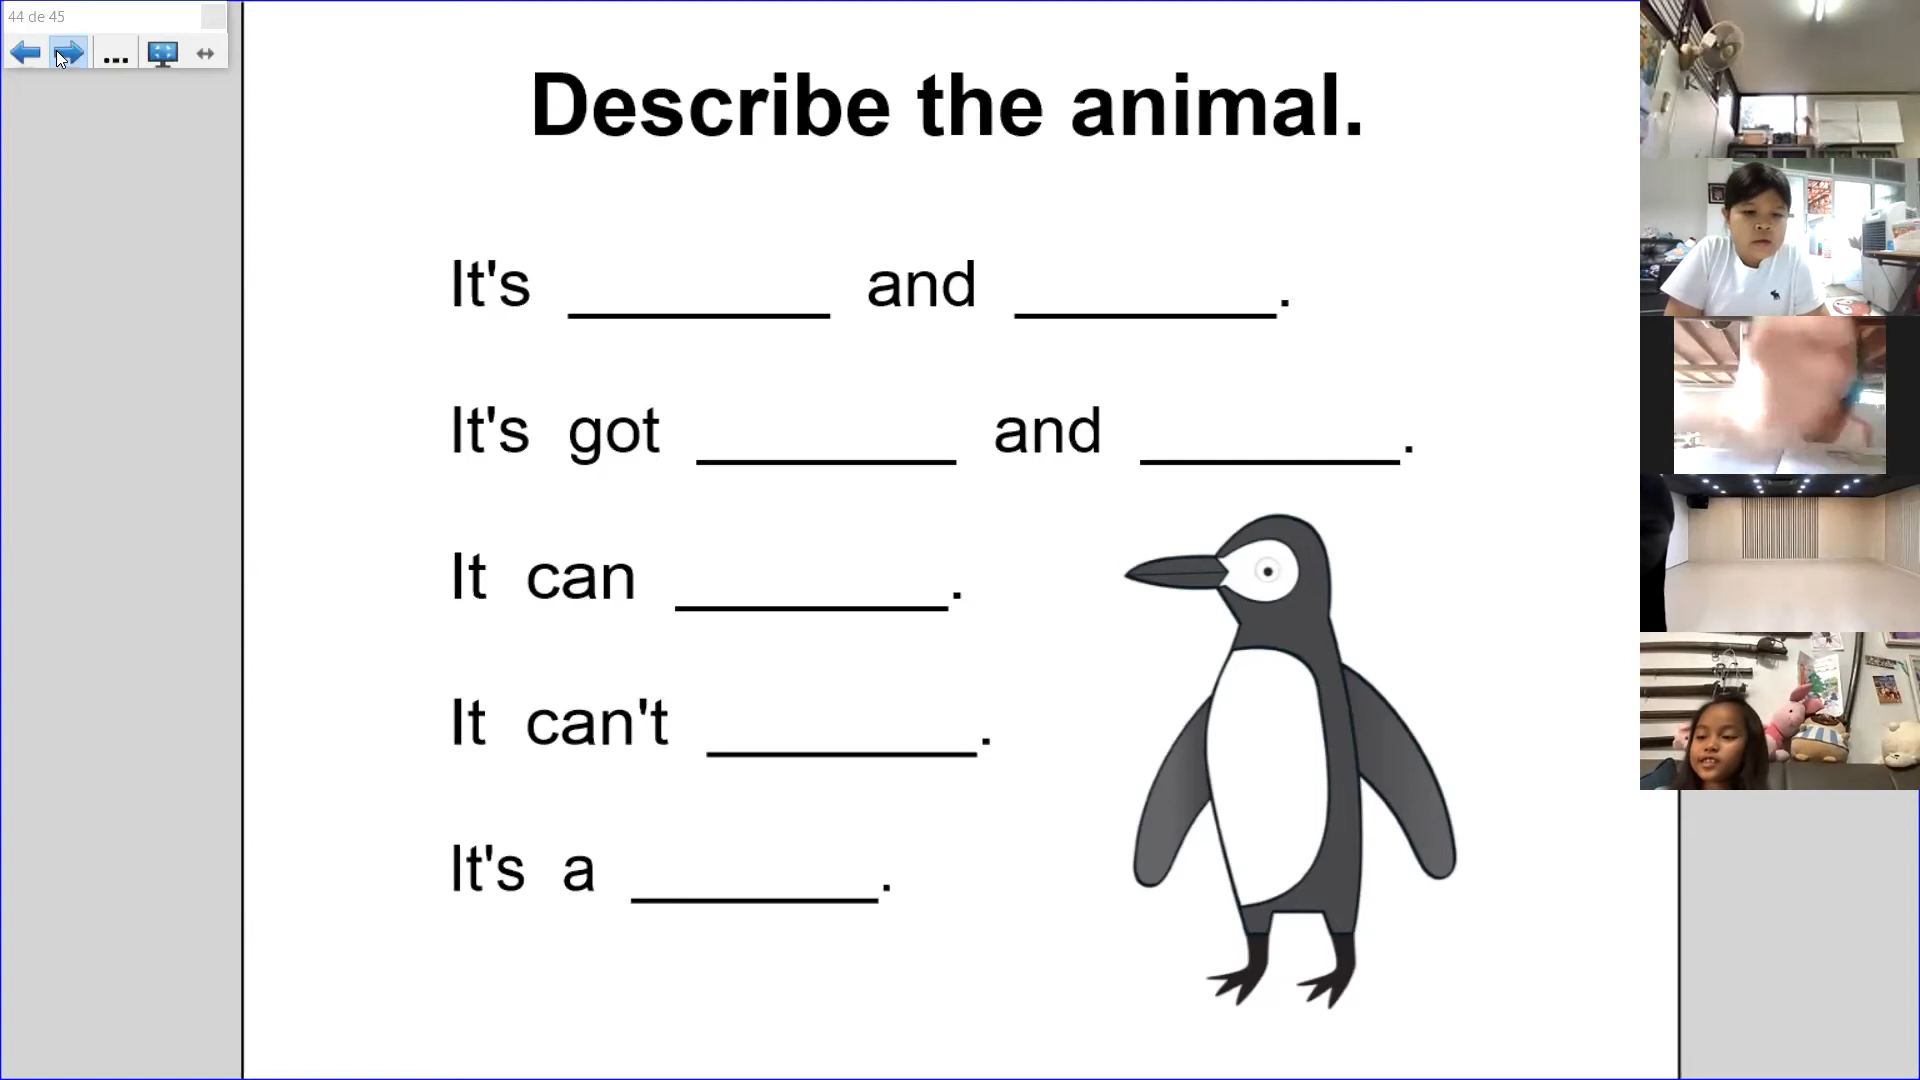 44 de 45
Describe the animal.
It's ________ and ________.
It's got ________ and ________.
It can ________.
It can't ________.
It's a ________.